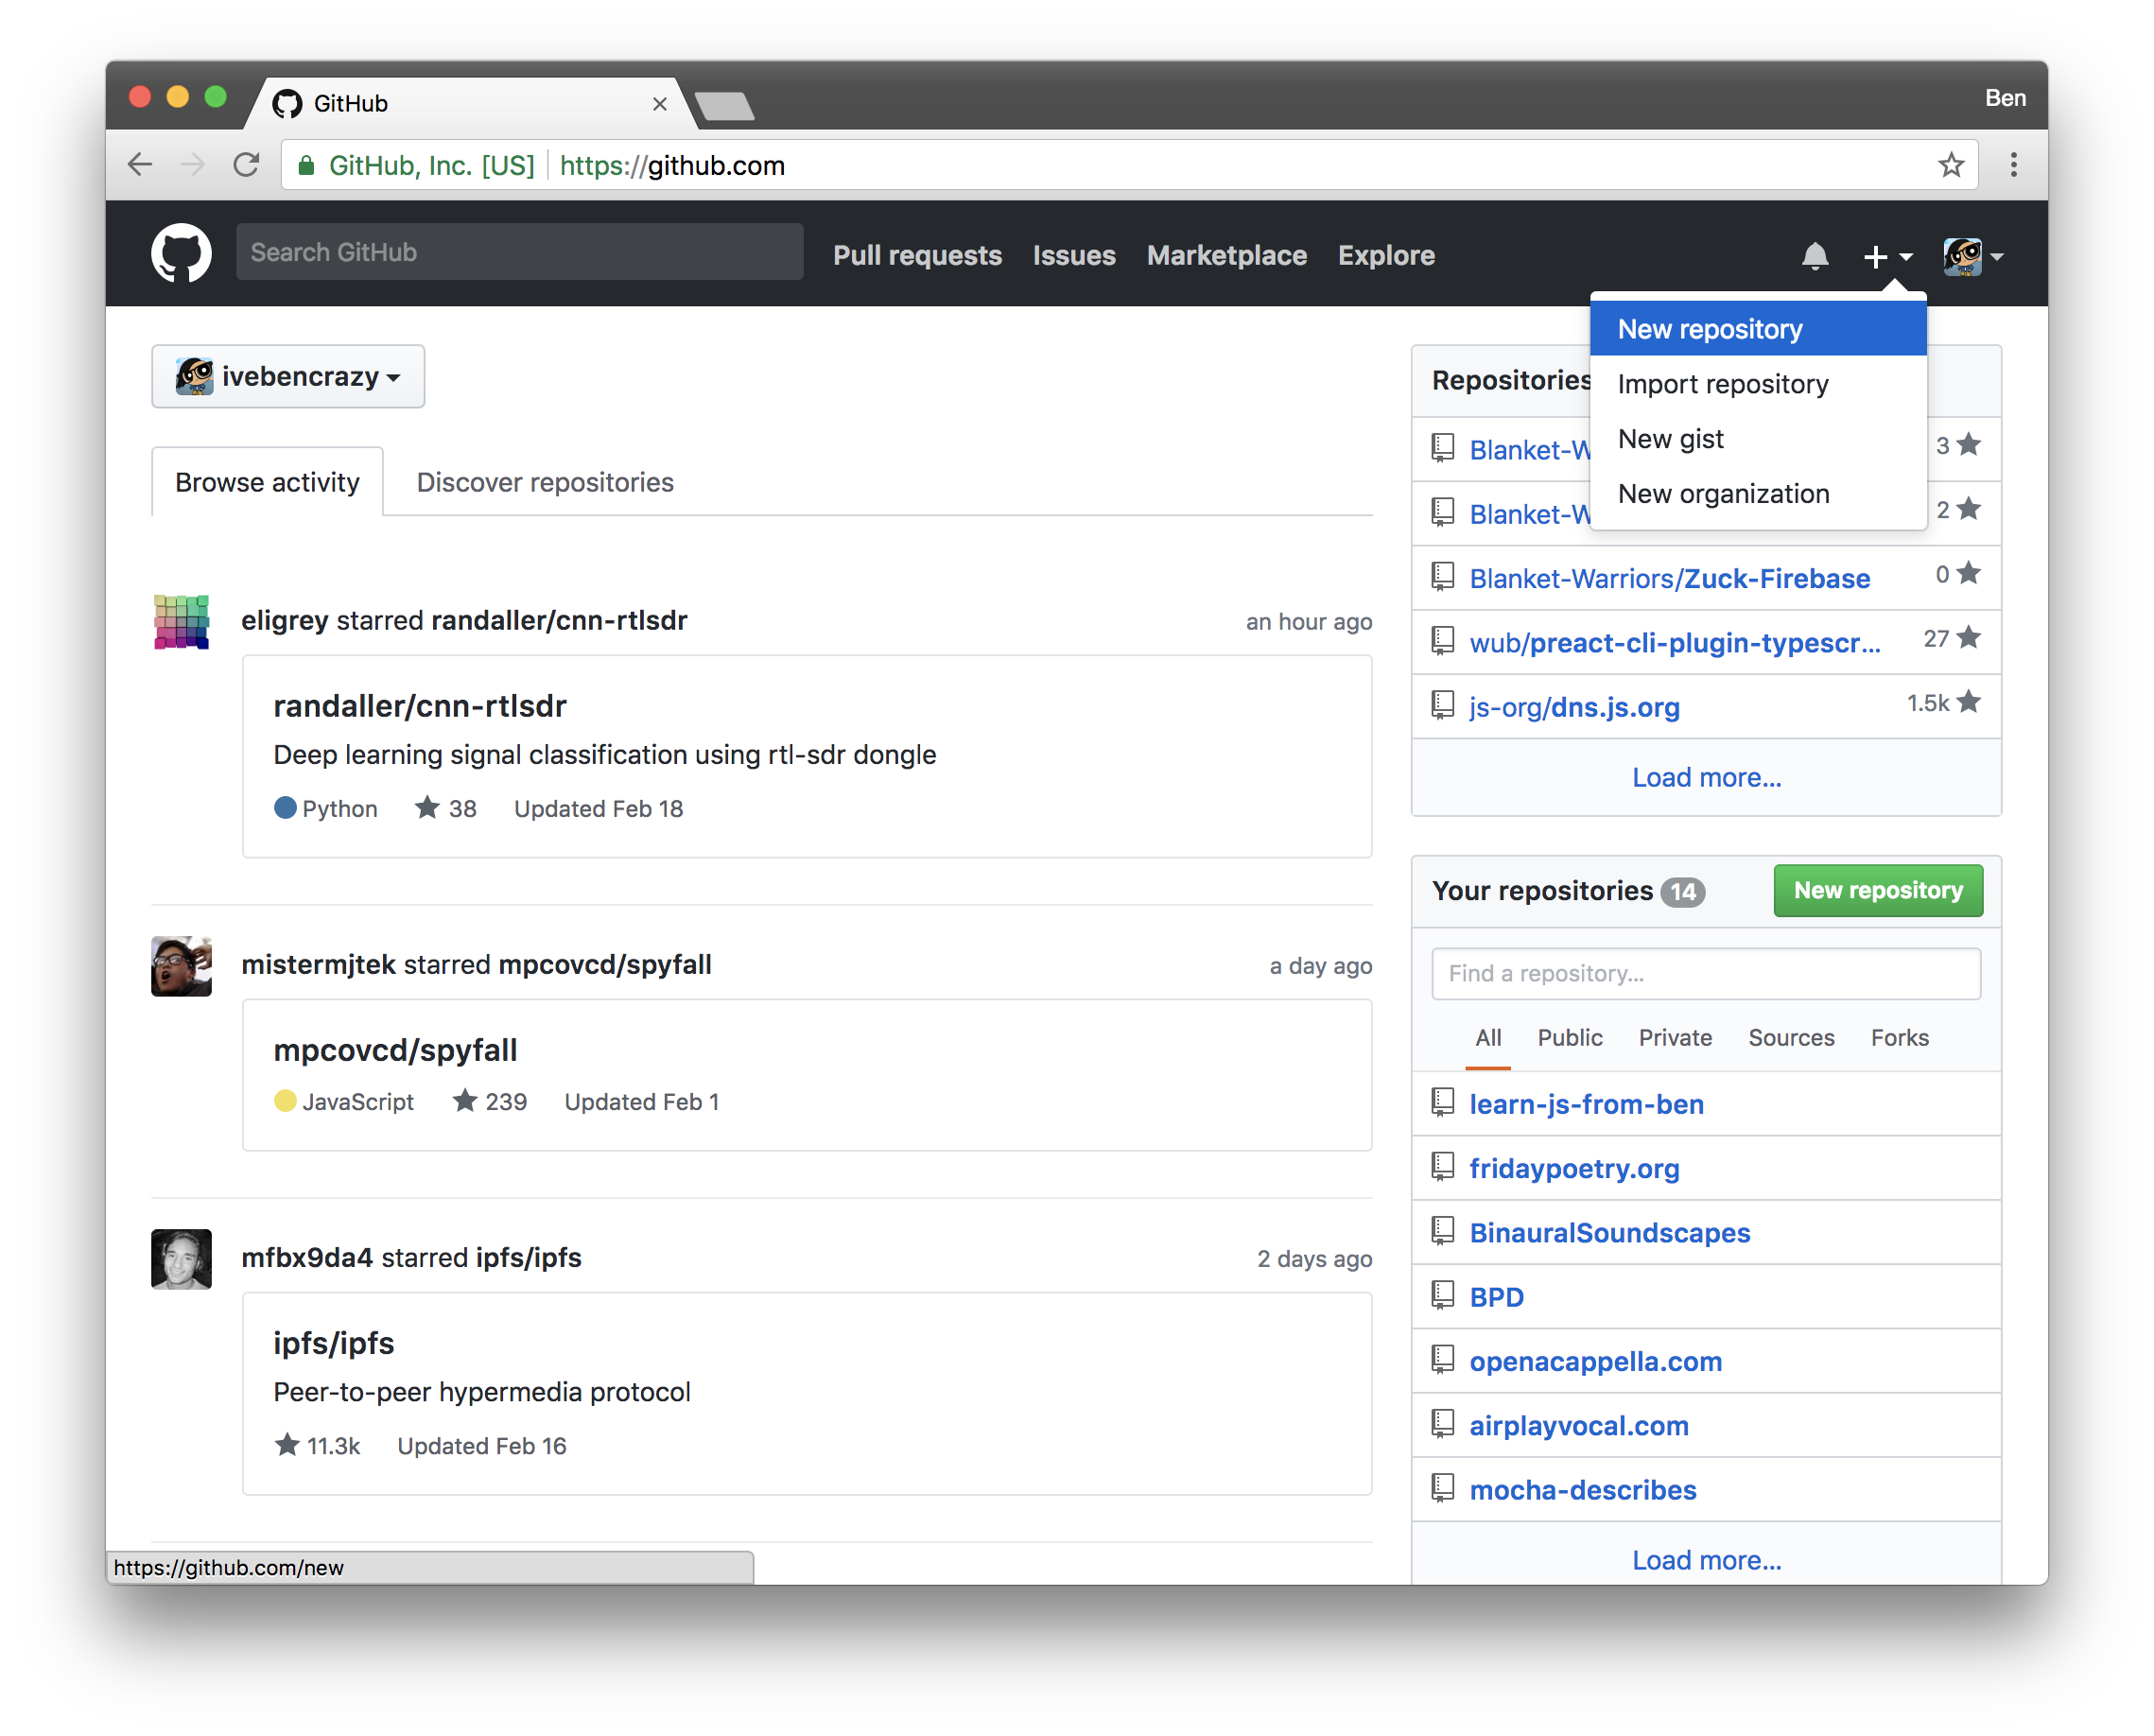 GitHub
Ben
GitHub, Inc. [US] https://github.com
Search GitHub
Pull requests Issues Marketplace Explore
New repository
Import repository
New gist
New organization
ivebencrazy
Browse activity Discover repositories
eligrey starred randaller/cnn-rtlsdr an hour ago
randaller/cnn-rtlsdr
Deep learning signal classification using rtl-sdr dongle
Python 38 Updated Feb 18
mistermjtek starred mpcovcd/spyfall a day ago
mpcovcd/spyfall
JavaScript 239 Updated Feb 1
mfbx9da4 starred ipfs/ipfs 2 days ago
ipfs/ipfs
Peer-to-peer hypermedia protocol
11.3k Updated Feb 16
Repositories
Blanket-W 3
Blanket-W 2
Blanket-Warriors/Zuck-Firebase 0
wub/preact-cli-plugin-typescr... 27
js-org/dns.js.org 1.5k
Load more...
Your repositories 14 New repository
Find a repository...
All Public Private Sources Forks
learn-js-from-ben
fridaypoetry.org
BinauralSoundscapes
BPD
openacappella.com
airplayvocal.com
mocha-describes
Load more...
https://github.com/new